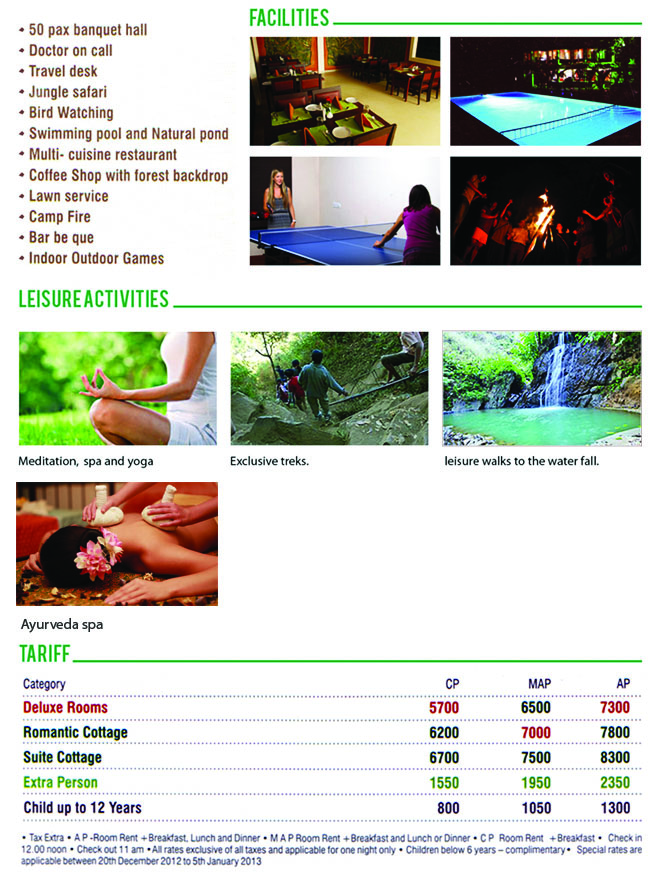 FACILITIES
50 pax banquet hall
Doctor on call
Travel desk
Jungle safari
Bird Watching
Swimming pool and Natural pond
Multi- cuisine restaurant
Coffee Shop with forest backdrop
Lawn service
Camp Fire
Bar be que
Indoor Outdoor Games
LEISURE ACTIVITIES
Meditation, spa and yoga
Exclusive treks.
leisure walks to the water fall.
Ayurveda spa
TARIFF
Category CP MAP AP
Deluxe Rooms 5700 6500 7300
Romantic Cottage 6200 7000 7800
Suite Cottage 6700 7500 8300
Extra Person 1550 1950 2350
Child up to 12 Years 800 1050 1300
• Tax Extra • A P -Room Rent +Breakfast, Lunch and Dinner • M A P Room Rent +Breakfast and Lunch or Dinner • C P Room Rent +Breakfast • Check in
12.00 noon • Check out 11 am •All rates exclusive of all taxes and applicable for one night only • Children below 6 years – complimentary• Special rates are
applicable between 20th December 2012 to 5th January 2013